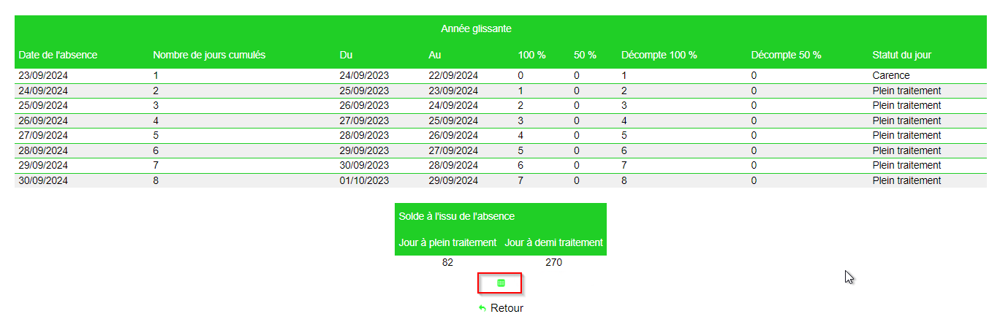 Année glissante
Date de l'absence Nombre de jours cumulés Du Au 100 % 50 % Décompte 100 % Décompte 50 % Statut du jour
23/09/2024 1 24/09/2023 22/09/2024 0 0 1 0 Carence
24/09/2024 2 25/09/2023 23/09/2024 1 0 2 0 Plein traitement
25/09/2024 3 26/09/2023 24/09/2024 2 0 3 0 Plein traitement
26/09/2024 4 27/09/2023 25/09/2024 3 0 4 0 Plein traitement
27/09/2024 5 28/09/2023 26/09/2024 4 0 5 0 Plein traitement
28/09/2024 6 29/09/2023 27/09/2024 5 0 6 0 Plein traitement
29/09/2024 7 30/09/2023 28/09/2024 6 0 7 0 Plein traitement
30/09/2024 8 01/10/2023 29/09/2024 7 0 8 0 Plein traitement
Solde à l'issu de l'absence
Jour à plein traitement Jour à demi traitement
82 270
Retour